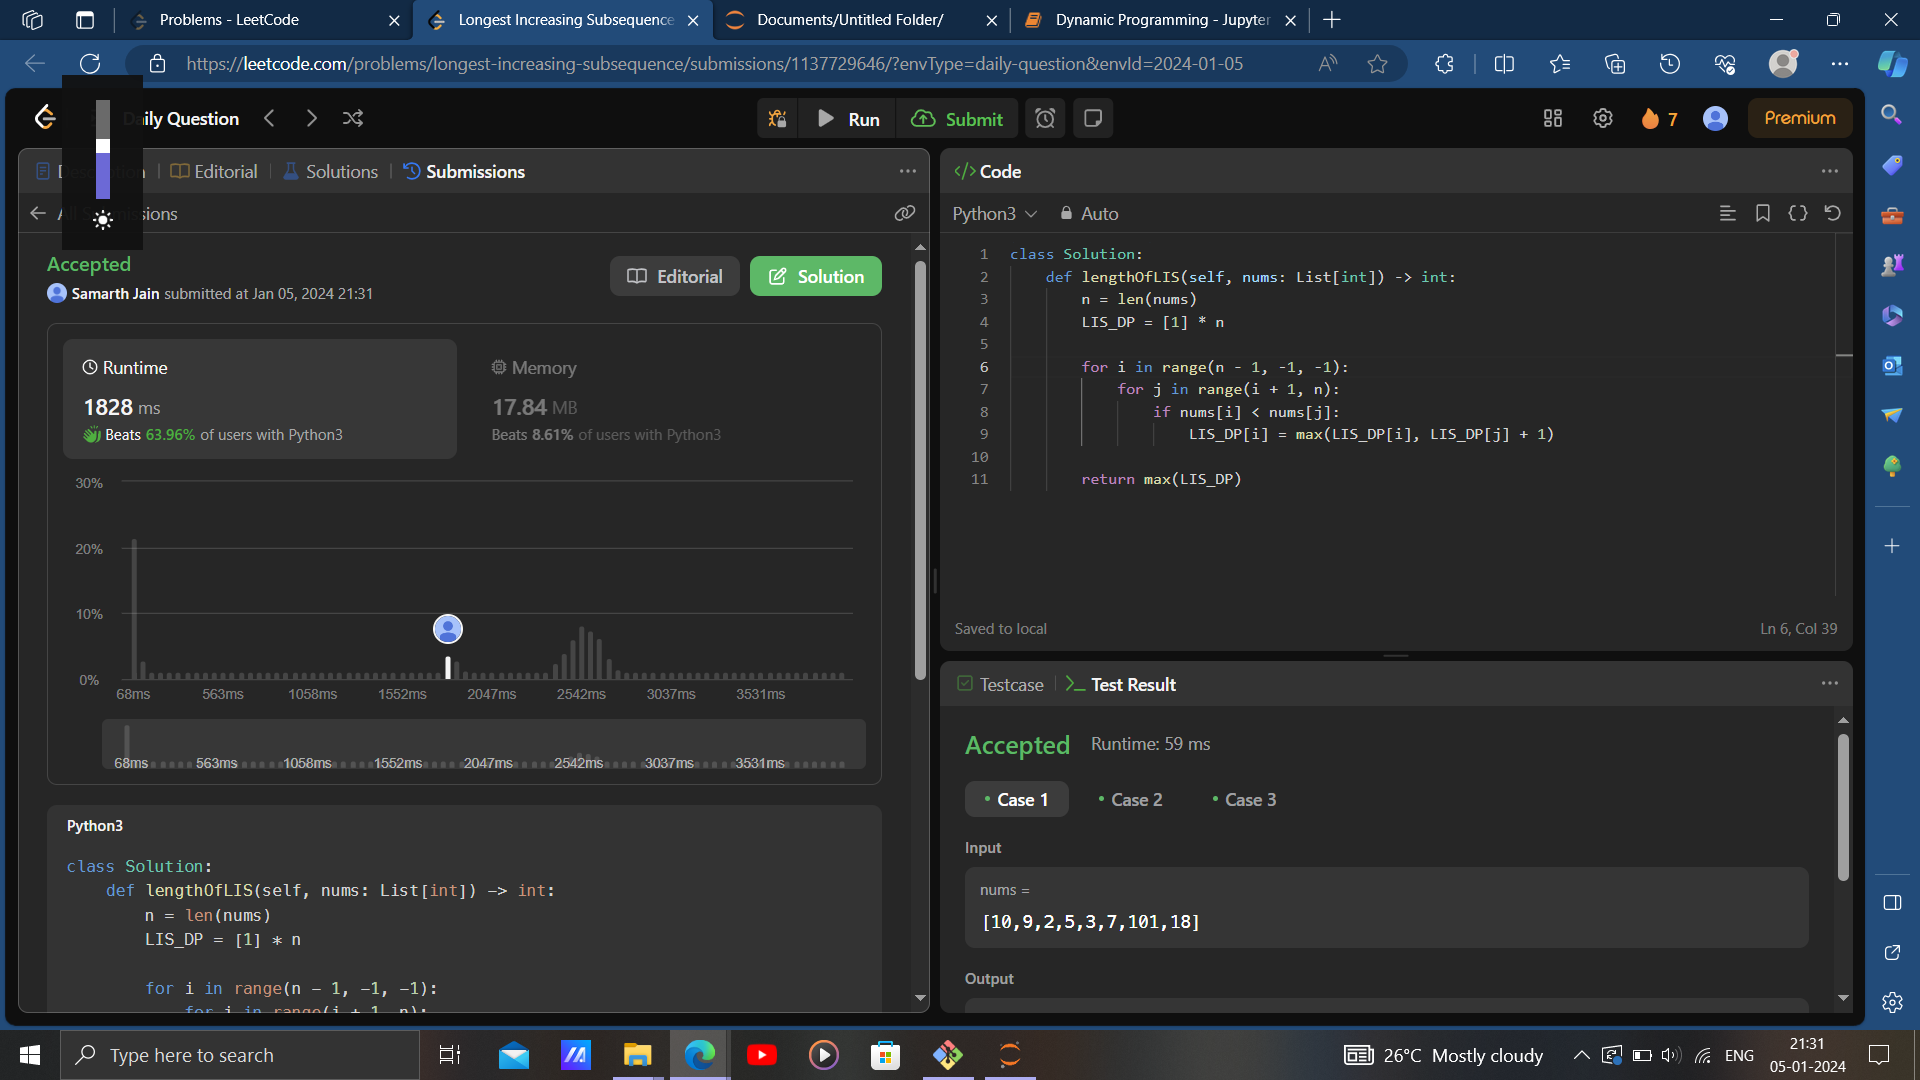 Problems - LeetCode
Longest Increasing Subsequence
Documents/Untitled Folder/
Dynamic Programming - Jupyter
https://leetcode.com/problems/longest-increasing-subsequence/submissions/1137729646/?envType=daily-question&envId=2024-01-05
Daily Question
Run
Submit
7
Premium
Editorial
Solutions
Submissions
Accepted
Samarth Jain submitted at Jan 05, 2024 21:31
Editorial
Solution
Runtime
1828 ms
Beats 63.96% of users with Python3
Memory
17.84 MB
Beats 8.61% of users with Python3
30%
20%
10%
0%
68ms 563ms 1058ms 1552ms 2047ms 2542ms 3037ms 3531ms
68ms 563ms 1058ms 1552ms 2047ms 2542ms 3037ms 3531ms
Python3
class Solution:
def lengthOfLIS(self, nums: List[int]) -> int:
n = len(nums)
LIS_DP = [1] * n
for i in range(n - 1, -1, -1):
for j in range(i + 1, n):
</> Code
Python3
Auto
1 class Solution:
2 def lengthOfLIS(self, nums: List[int]) -> int:
3 n = len(nums)
4 LIS_DP = [1] * n
5
6 for i in range(n - 1, -1, -1):
7 for j in range(i + 1, n):
8 if nums[i] < nums[j]:
9 LIS_DP[i] = max(LIS_DP[i], LIS_DP[j] + 1)
10
11 return max(LIS_DP)
Saved to local
Ln 6, Col 39
Testcase
Test Result
Accepted Runtime: 59 ms
Case 1
Case 2
Case 3
Input
nums =
[10,9,2,5,3,7,101,18]
Output
Type here to search
26°C Mostly cloudy
ENG
21:31
05-01-2024